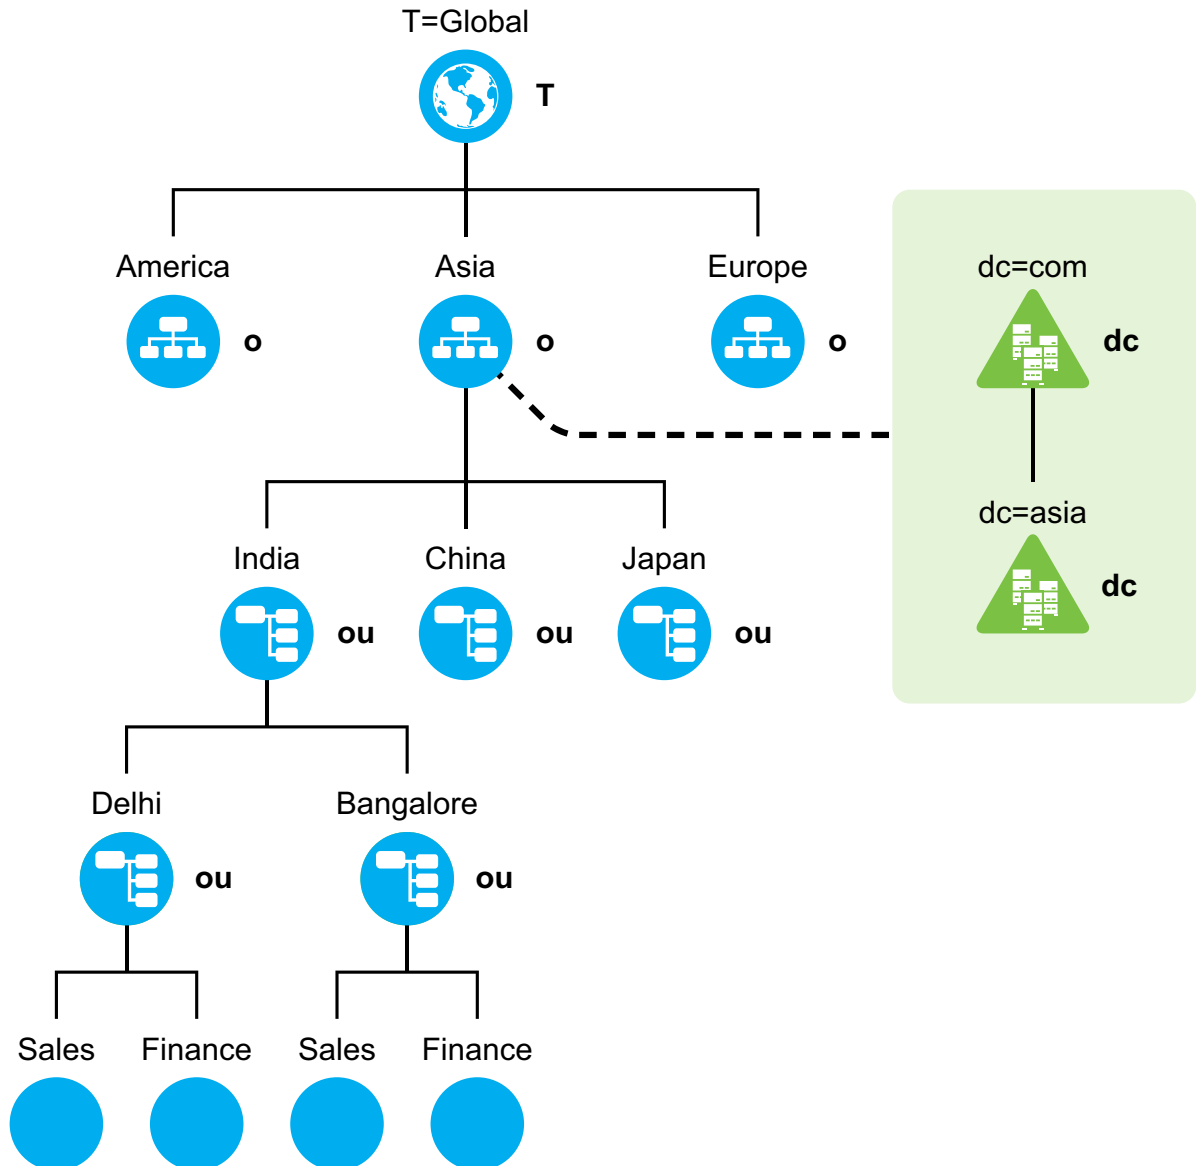 T=Global
T
America
Asia
Europe
dc=com
o
o
o
dc
dc=asia
India
China
Japan
dc
ou
ou
ou
Delhi
Bangalore
ou
ou
Sales
Finance
Sales
Finance